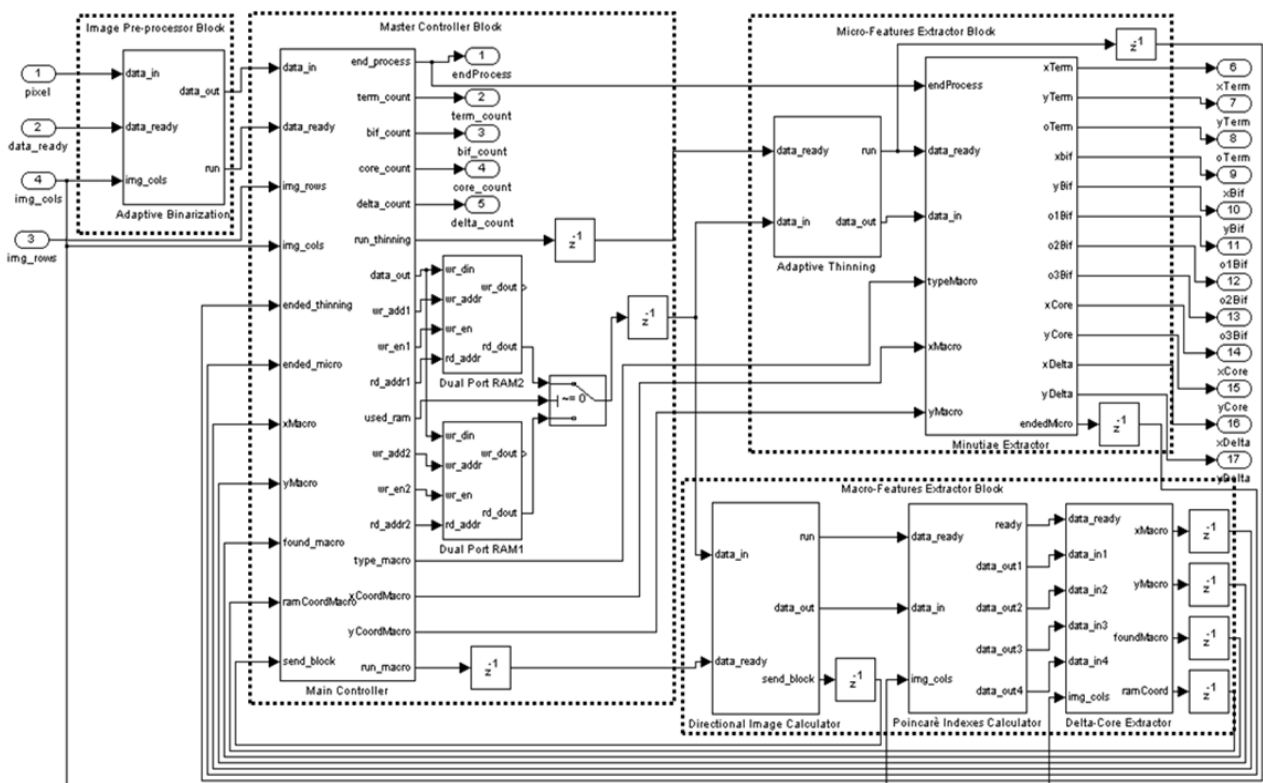 Image Pre-processor Block
1
pixel
2
data_ready
4
img_cols
3
img_rows
data_in
data_out
data_ready
run
img_cols
Adaptive Binarization
Master Controller Block
data_in
data_ready
img_rows
img_cols
ended_thinning
ended_micro
xMacro
yMacro
found_macro
ramCoordMacro
send_block
end_process
term_count
bif_count
core_count
delta_count
run_thinning
data_out
wr_add1
wr_en1
rd_addr1
used_ram
wr_add2
wr_en2
rd_addr2
type_macro
xCoordMacro
yCoordMacro
run_macro
Main Controller
1
endProcess
2
term_count
3
bif_count
4
core_count
5
delta_count
z-1
wr_din
wr_addr
wr_en
rd_addr
wr_dout
rd_dout
Dual Port RAM2
~= 0
z-1
wr_din
wr_addr
wr_en
rd_addr
wr_dout
rd_dout
Dual Port RAM1
z-1
Micro-Features Extractor Block
z-1
data_ready
data_in
run
data_out
Adaptive Thinning
endProcess
data_ready
data_in
typeMacro
xMacro
yMacro
xTerm
yTerm
oTerm
xbif
yBif
o1Bif
o2Bif
o3Bif
xCore
yCore
xDelta
yDelta
endedMicro
Minutiae Extractor
z-1
6
xTerm
7
yTerm
8
oTerm
9
xBif
10
yBif
11
o1Bif
12
o2Bif
13
o3Bif
14
xCore
15
yCore
16
xDelta
17
yDelta
Macro-Features Extractor Block
data_in
data_ready
run
data_out
send_block
Directional Image Calculator
z-1
data_ready
data_in
img_cols
ready
data_out1
data_out2
data_out3
data_out4
Poincarè Indexes Calculator
data_ready
data_in1
data_in2
data_in3
data_in4
img_cols
xMacro
yMacro
foundMacro
ramCoord
Delta-Core Extractor
z-1
z-1
z-1
z-1